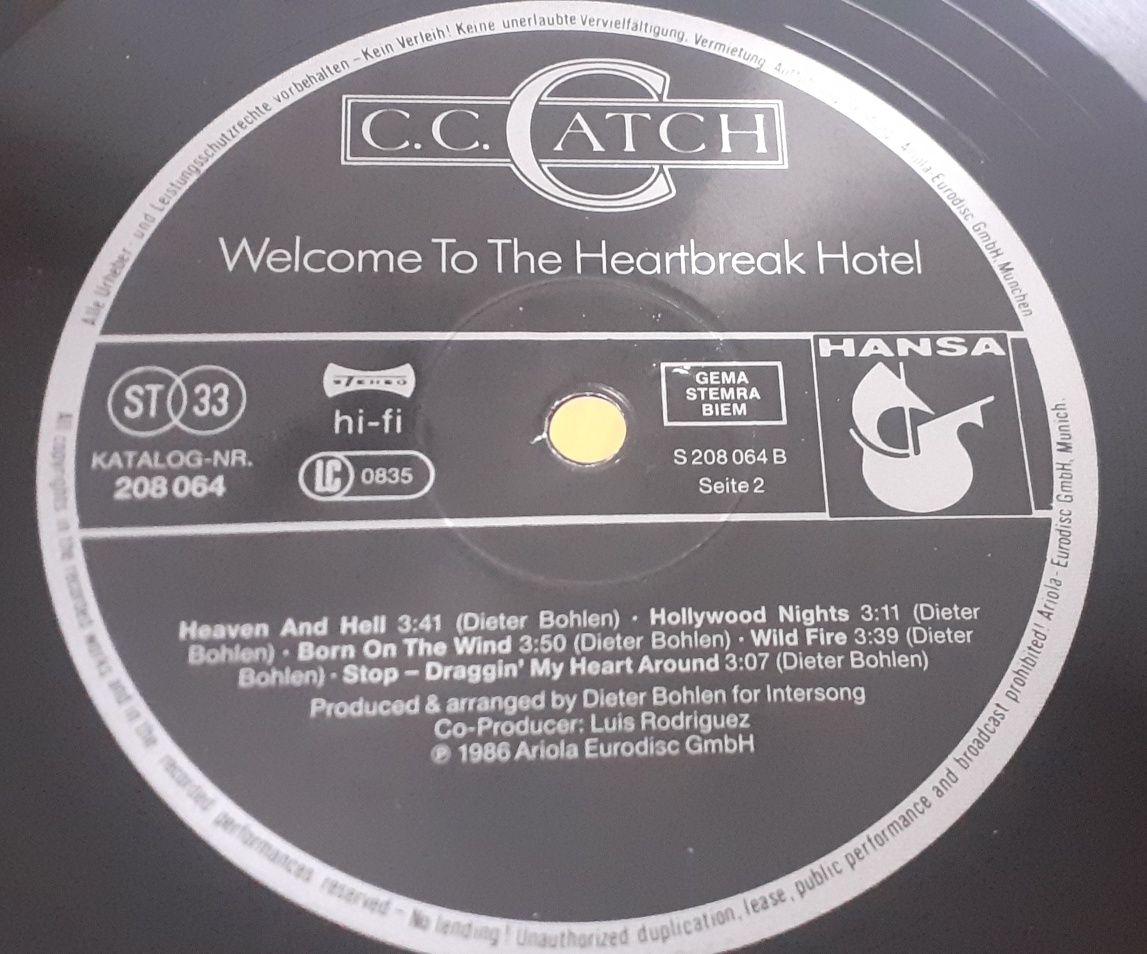 Alle Urheber- und Leistungsschutzrechte vorbehalten – Kein Verleih! Keine unerlaubte Vervielfältigung, Vermietung, Ariola-Eurodisc GmbH, München
C.C. CATCH
Welcome To The Heartbreak Hotel
ST 33
KATALOG-NR.
208 064
STEREO
hi-fi
LC 0835
GEMA
STEMRA
BIEM
S 208 064 B
Seite 2
HANSA
Heaven And Hell 3:41 (Dieter Bohlen) · Hollywood Nights 3:11 (Dieter
Bohlen) · Born On The Wind 3:50 (Dieter Bohlen) · Wild Fire 3:39 (Dieter
Bohlen) · Stop – Draggin' My Heart Around 3:07 (Dieter Bohlen)
Produced & arranged by Dieter Bohlen for Intersong
Co-Producer: Luis Rodriguez
℗ 1986 Ariola Eurodisc GmbH
All copyrights in the recorded and in the recorded performances reserved – No lending! Unauthorized duplication, lease, public performance and broadcast prohibited! Ariola-Eurodisc GmbH, Munich.